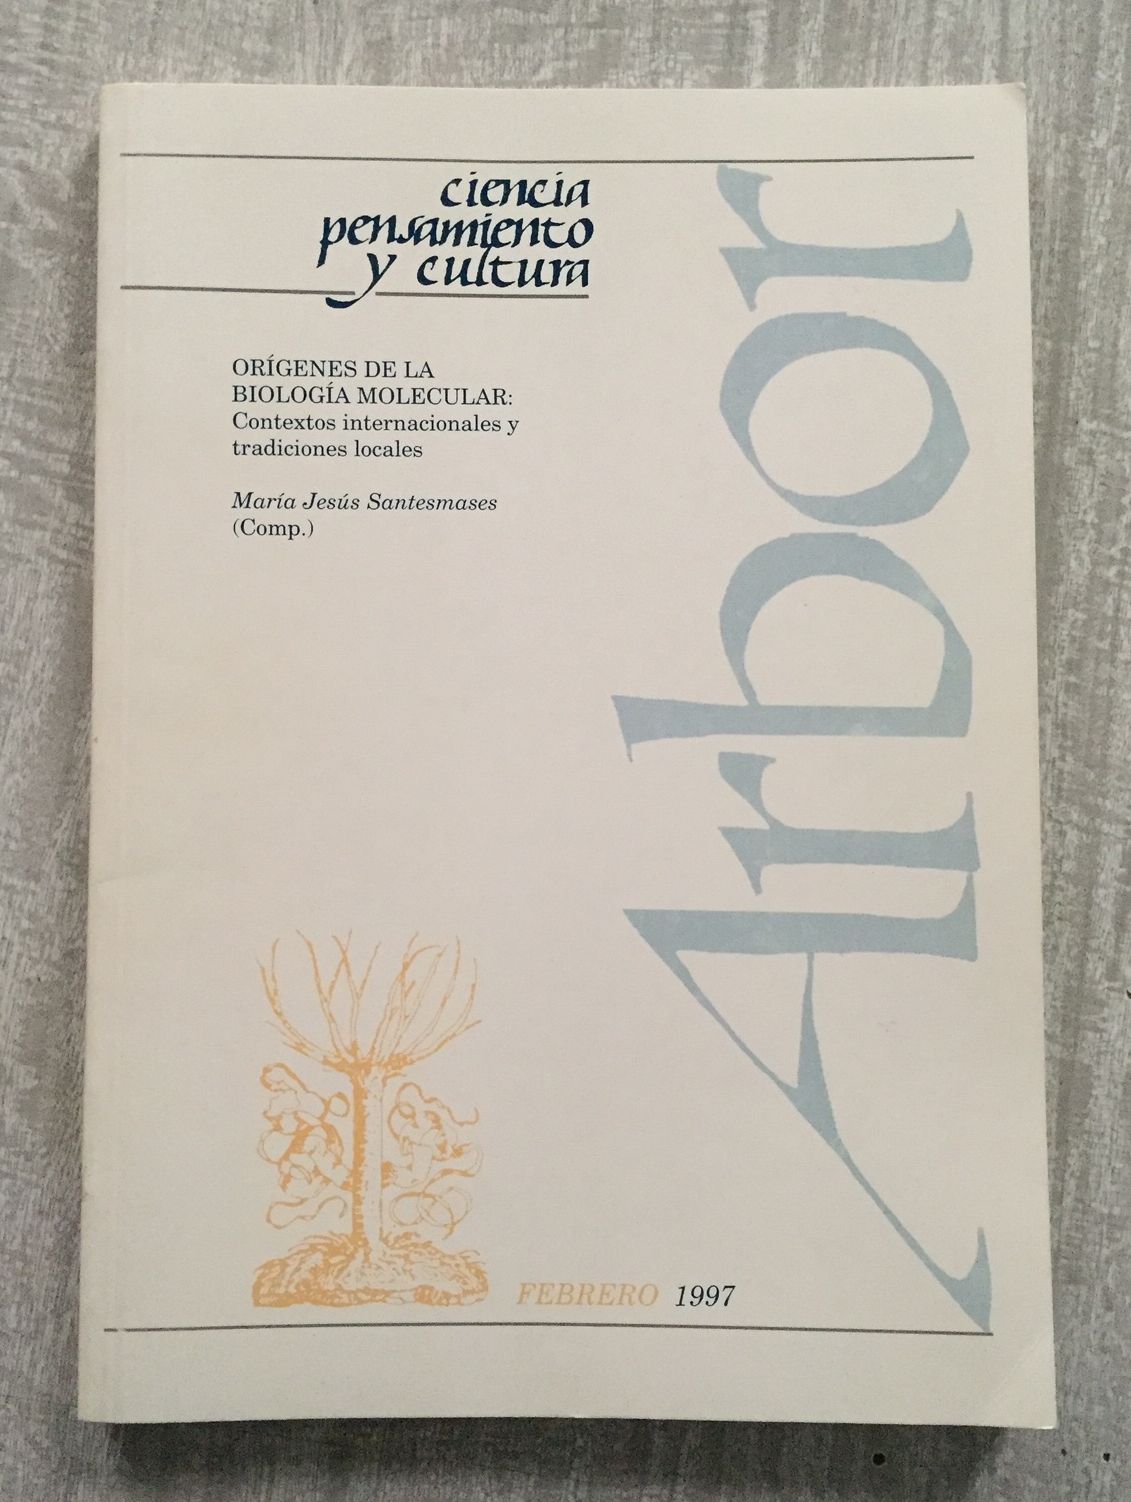 ciencia
pensamiento
y cultura
ORÍGENES DE LA
BIOLOGÍA MOLECULAR:
Contextos internacionales y
tradiciones locales
María Jesús Santesmases
(Comp.)
Arbor
FEBRERO 1997